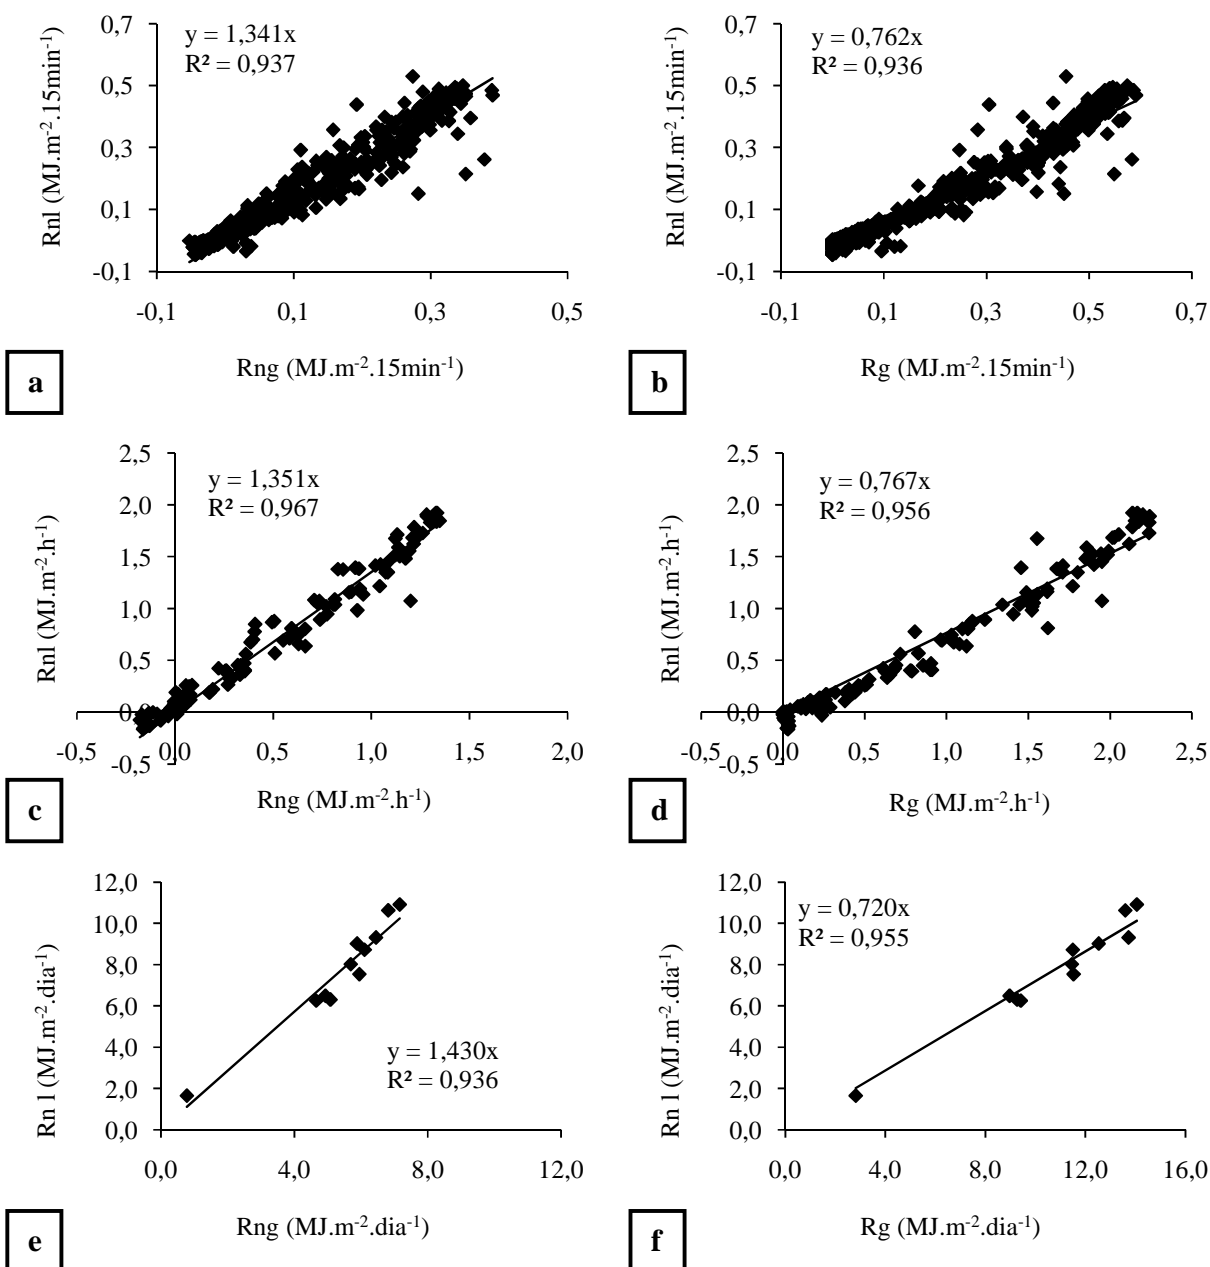 y = 1,341x
R² = 0,937
0,7
0,5
0,3
0,1
-0,1
-0,1 0,1 0,3 0,5
Rnl (MJ.m⁻².15min⁻¹)
Rng (MJ.m⁻².15min⁻¹)
a
y = 0,762x
R² = 0,936
0,7
0,5
0,3
0,1
-0,1
-0,1 0,1 0,3 0,5 0,7
Rnl (MJ.m⁻².15min⁻¹)
Rg (MJ.m⁻².15min⁻¹)
b
y = 1,351x
R² = 0,967
2,5
2,0
1,5
1,0
0,5
0,0
-0,5
-0,5 0,0 0,5 1,0 1,5 2,0
Rnl (MJ.m⁻².h⁻¹)
Rng (MJ.m⁻².h⁻¹)
c
y = 0,767x
R² = 0,956
2,5
2,0
1,5
1,0
0,5
0,0
-0,5
-0,5 0,0 0,5 1,0 1,5 2,0 2,5
Rnl (MJ.m⁻².h⁻¹)
Rg (MJ.m⁻².h⁻¹)
d
12,0
10,0
8,0
6,0
4,0
2,0
0,0
y = 1,430x
R² = 0,936
0,0 4,0 8,0 12,0
Rn l (MJ.m⁻².dia⁻¹)
Rng (MJ.m⁻².dia⁻¹)
e
y = 0,720x
R² = 0,955
12,0
10,0
8,0
6,0
4,0
2,0
0,0
0,0 4,0 8,0 12,0 16,0
Rn l (MJ.m⁻².dia⁻¹)
Rg (MJ.m⁻².dia⁻¹)
f